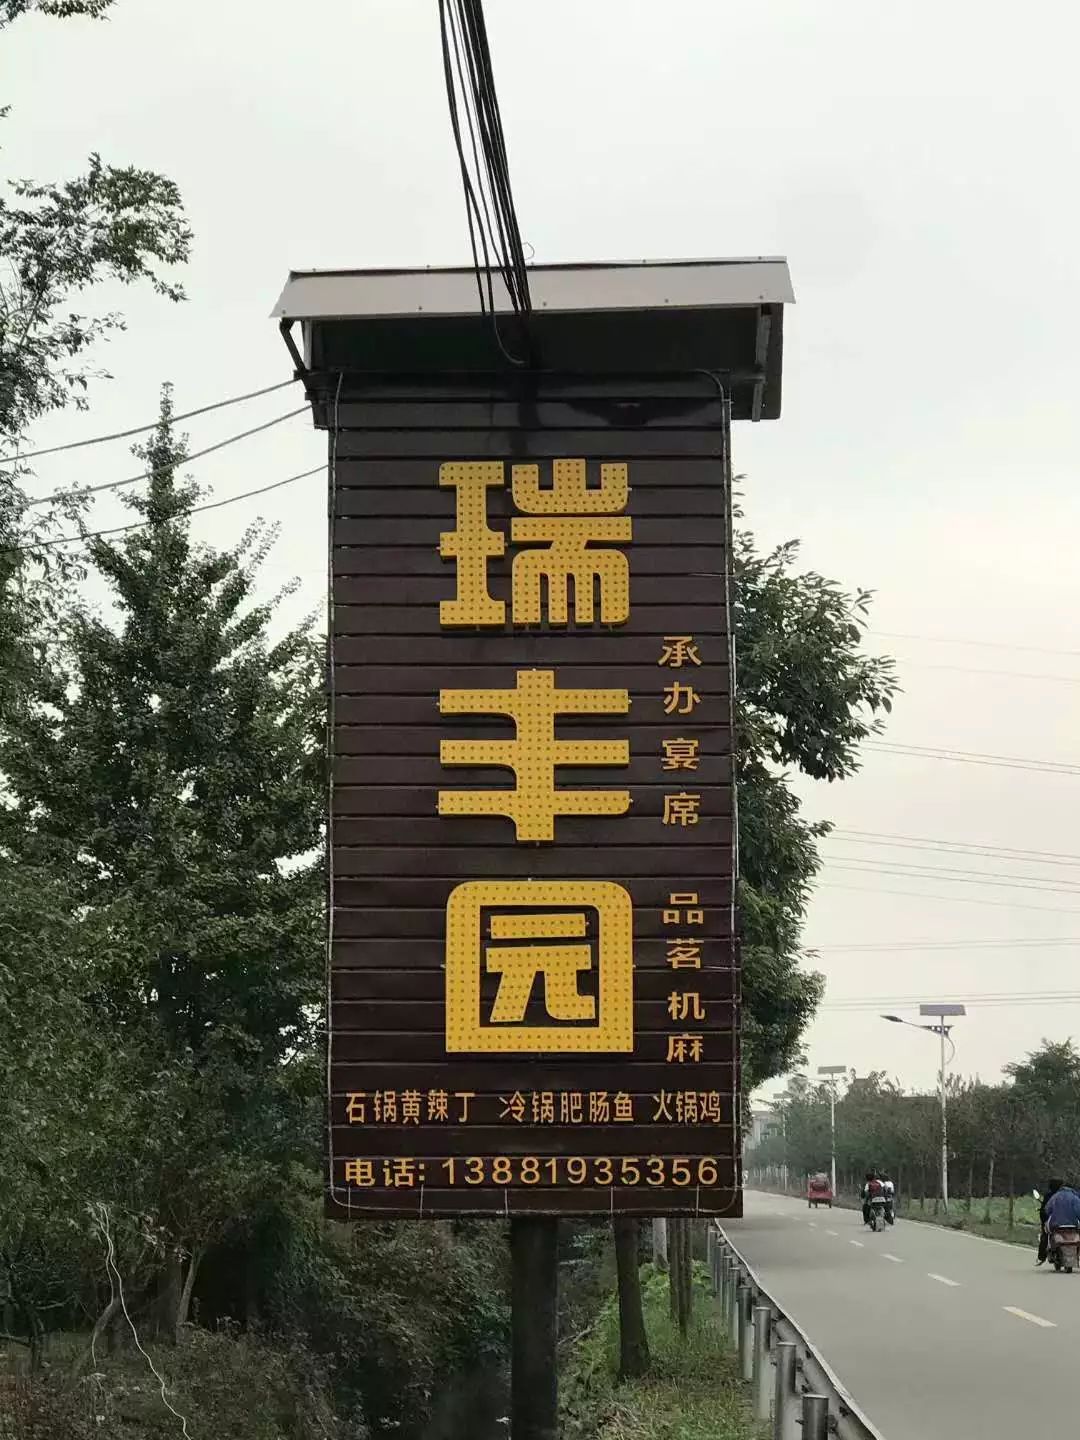 瑞丰园
承办宴席 品茗机麻
石锅黄辣丁 冷锅肥肠鱼 火锅鸡
电话:13881935356